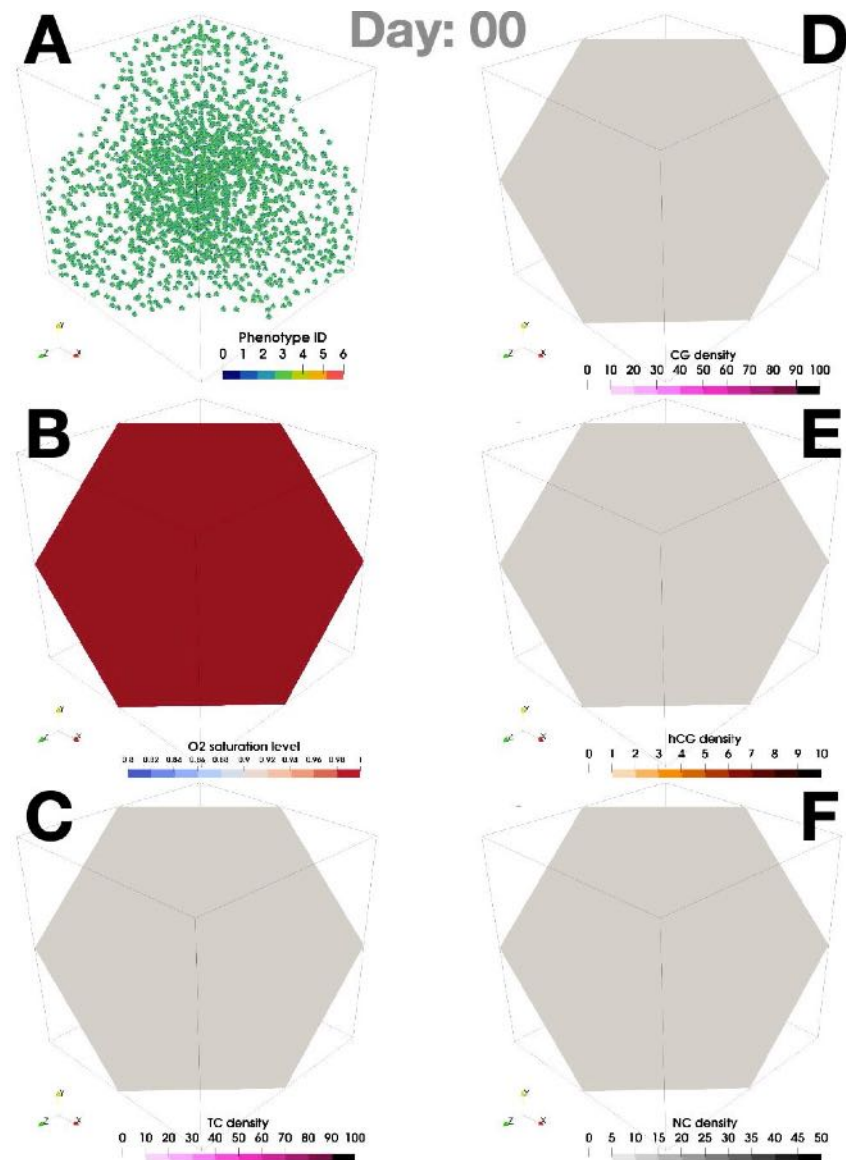 A
Day: 00
D
Phenotype ID
0 1 2 3 4 5 6
CG density
0 10 20 30 40 50 60 70 80 90 100
Y
Z X
Y
Z X
B
E
O2 saturation level
0.92 0.94 0.96 0.98 1
hCG density
0 1 2 3 4 5 6 7 8 9 10
Y
Z X
Y
Z X
C
F
TC density
0 10 20 30 40 50 60 70 80 90 100
NC density
0 5 10 15 20 25 30 35 40 45 50
Y
Z X
Y
Z X